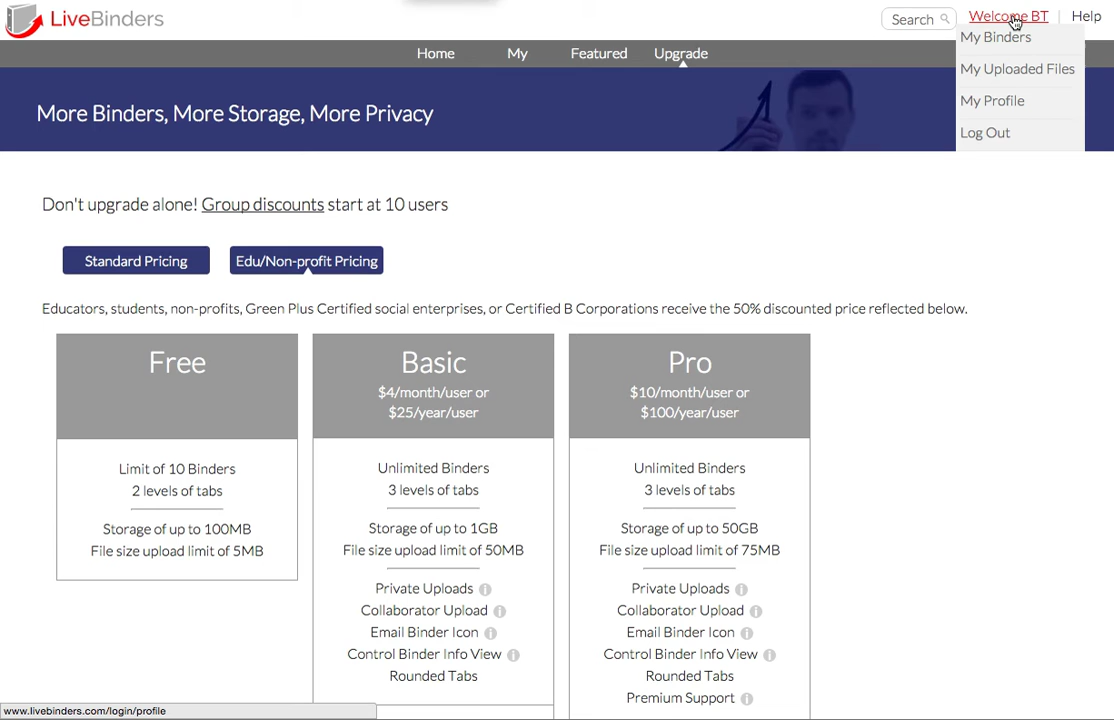 LiveBinders
Search
Welcome BT | Help
My Binders
My Uploaded Files
My Profile
Log Out
Home My Featured Upgrade
More Binders, More Storage, More Privacy
Don't upgrade alone! Group discounts start at 10 users
Standard Pricing Edu/Non-profit Pricing
Educators, students, non-profits, Green Plus Certified social enterprises, or Certified B Corporations receive the 50% discounted price reflected below.
Free
Limit of 10 Binders
2 levels of tabs
Storage of up to 100MB
File size upload limit of 5MB
Basic
$4/month/user or
$25/year/user
Unlimited Binders
3 levels of tabs
Storage of up to 1GB
File size upload limit of 50MB
Private Uploads i
Collaborator Upload i
Email Binder Icon i
Control Binder Info View i
Rounded Tabs
Pro
$10/month/user or
$100/year/user
Unlimited Binders
3 levels of tabs
Storage of up to 50GB
File size upload limit of 75MB
Private Uploads i
Collaborator Upload i
Email Binder Icon i
Control Binder Info View i
Rounded Tabs
Premium Support i
www.livebinders.com/login/profile